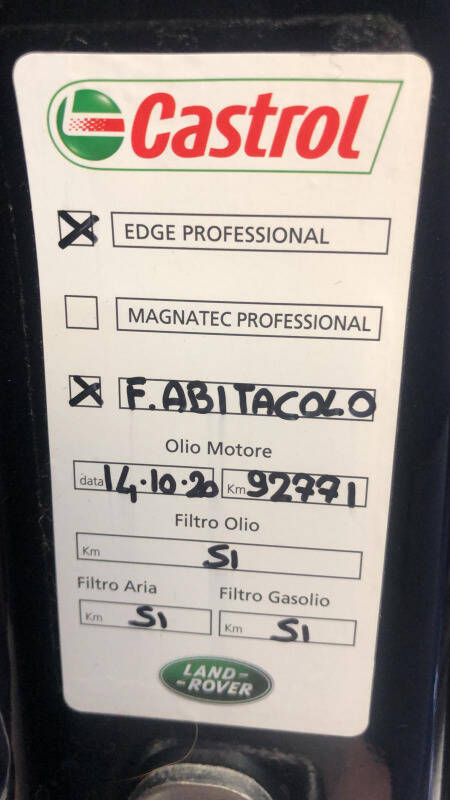 Castrol
EDGE PROFESSIONAL
MAGNATEC PROFESSIONAL
F. ABITACOLO
Olio Motore
data 14.10.20 Km 92771
Filtro Olio
Km SI
Filtro Aria Filtro Gasolio
Km SI Km SI
LAND-
-ROVER